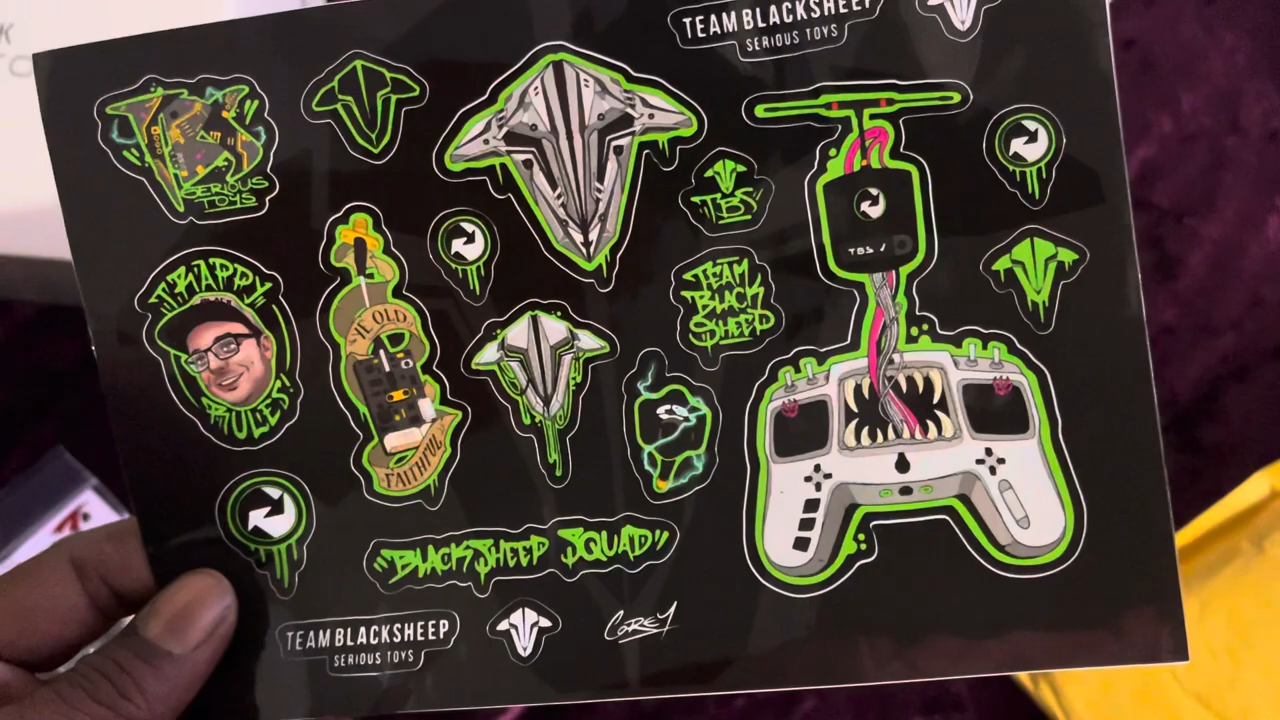 TEAMBLACKSHEEP
SERIOUS TOYS
SERIOUS
TOYS
TBS
TRAPPY
RULES!
YE OLD
FAITHFUL
TEAM
BLACK
SHEEP
TBS
"BLACKSHEEP SQUAD"
TEAMBLACKSHEEP
SERIOUS TOYS
COREY